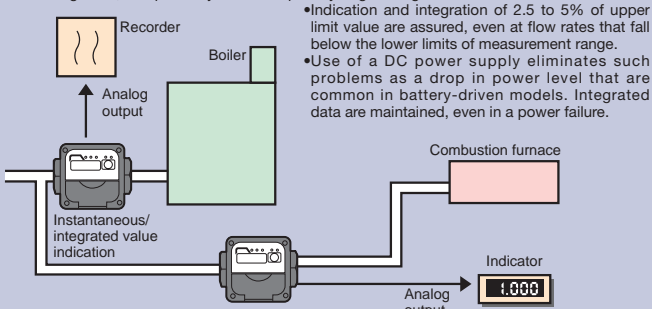 •Indication and integration of 2.5 to 5% of upper
limit value are assured, even at flow rates that fall
below the lower limits of measurement range.
•Use of a DC power supply eliminates such
problems as a drop in power level that are
common in battery-driven models. Integrated
data are maintained, even in a power failure.
Recorder
Boiler
Analog
output
Combustion furnace
Instantaneous/
integrated value
indication
Indicator
1.000
Analog
output